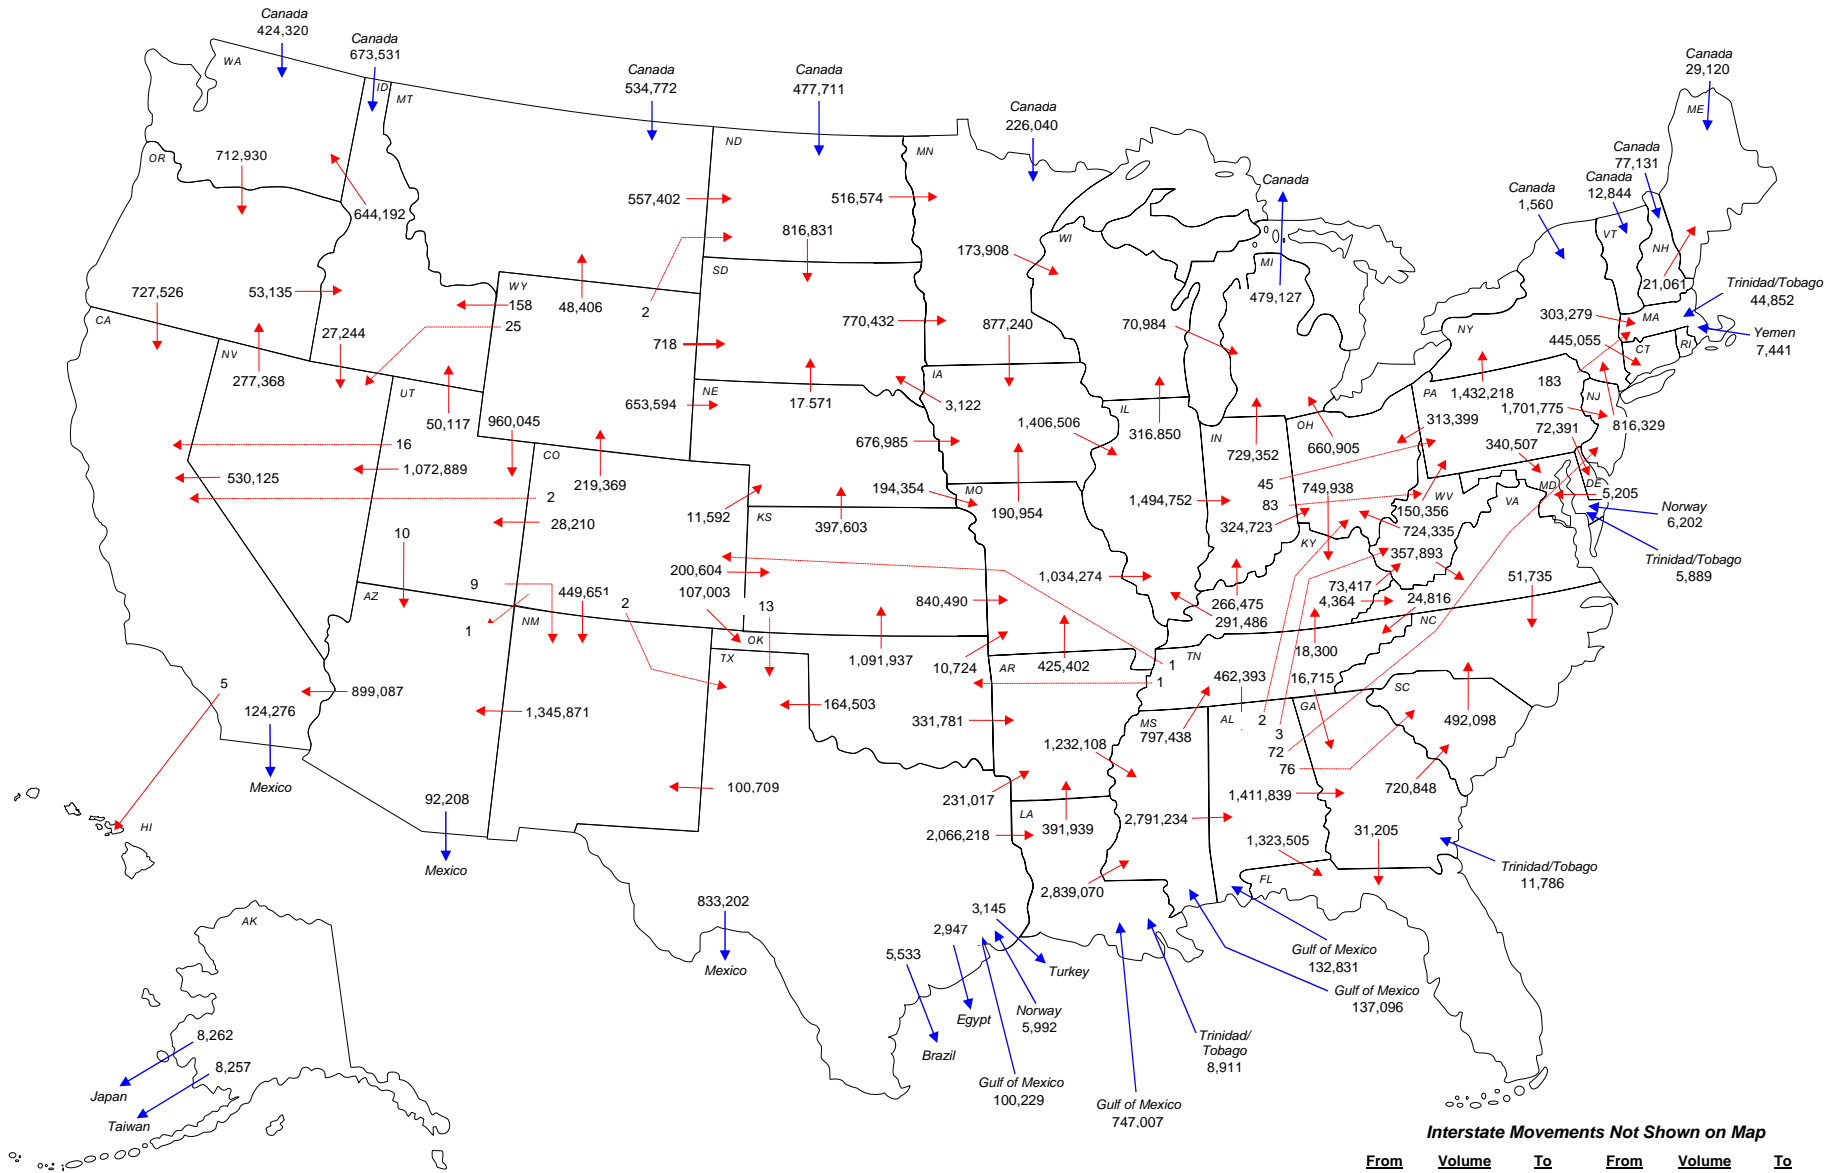 Canada
424,320
Canada
673,531
Canada
534,772
Canada
477,711
Canada
226,040
Canada
29,120
Canada
77,131
Canada
12,844
Canada
1,560
Canada
WA
ID
MT
ND
MN
ME
OR
712,930
644,192
557,402
516,574
816,831
173,908
WI
MI
479,127
VT
NH
21,061
Trinidad/Tobago
44,852
Yemen
7,441
727,526
53,135
CA
NV
277,368
27,244
WY
158
25
48,406
2
SD
718
770,432
877,240
70,984
NY
303,279
MA
445,055
CT
RI
183
UT
50,117
960,045
653,594
NE
17,571
IA
3,122
IL
316,850
IN
729,352
OH
660,905
PA
1,432,218
313,399
1,701,775
NJ
72,391
816,329
340,507
16
530,125
1,072,889
CO
219,369
2
28,210
676,985
1,406,506
194,354
MO
190,954
1,494,752
45
83
749,938
324,723
WV
150,356
VA
MD
DE
5,205
Norway
6,202
Trinidad/Tobago
5,889
11,592
KS
397,603
KY
724,335
357,893
10
9
1
449,651
2
200,604
107,003
13
840,490
1,034,274
266,475
291,486
73,417
4,364
24,816
51,735
AZ
NM
OK
TX
1,091,937
10,724
AR
425,402
1
1
TN
462,393
18,300
16,715
NC
SC
492,098
5
124,276
899,087
1,345,871
164,503
331,781
MS
797,438
AL
2
3
72
76
GA
Mexico
1,232,108
720,848
HI
92,208
100,709
231,017
2,066,218
LA
391,939
2,791,234
1,411,839
1,323,505
31,205
Mexico
FL
Trinidad/Tobago
11,786
2,839,070
AK
833,202
Mexico
3,145
2,947
5,533
Turkey
Egypt
Brazil
Norway
5,992
Gulf of Mexico
132,831
Gulf of Mexico
137,096
Trinidad/
Tobago
8,911
Gulf of Mexico
100,229
Gulf of Mexico
747,007
8,262
8,257
Japan
Taiwan
Interstate Movements Not Shown on Map
From Volume To From Volume To